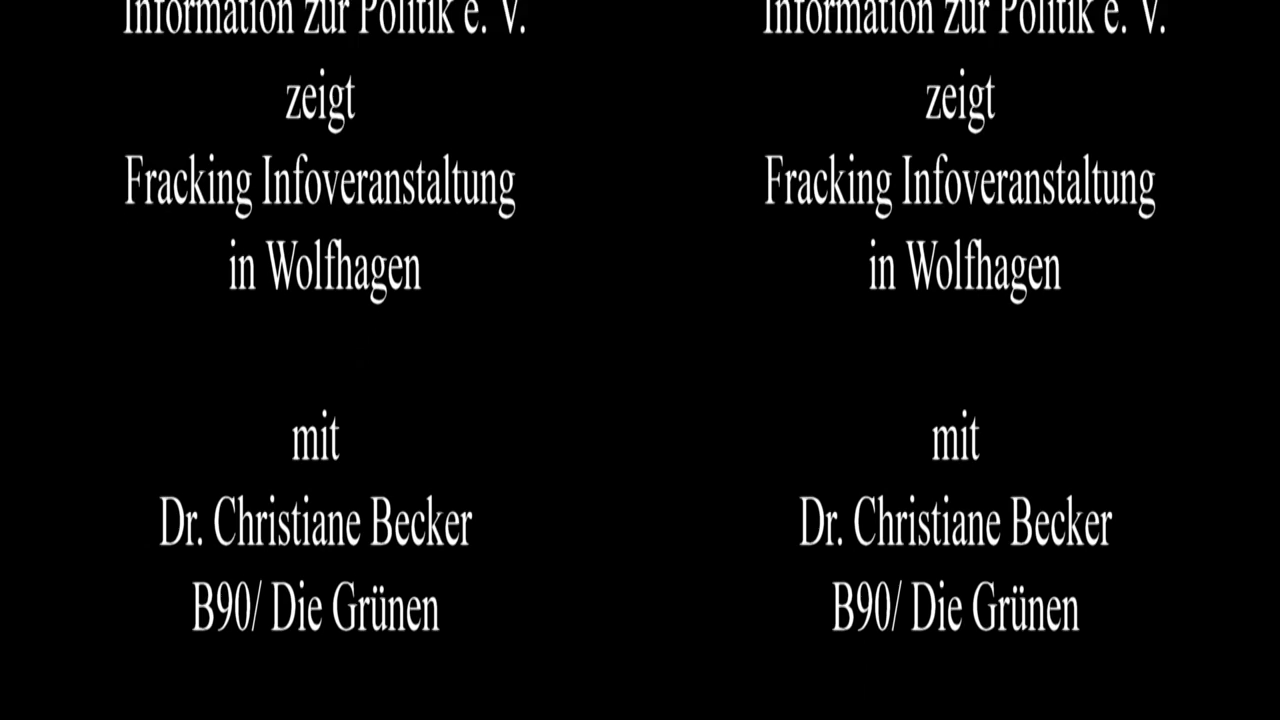 Information zur Politik e. V.
zeigt
Fracking Infoveranstaltung
in Wolfhagen
mit
Dr. Christiane Becker
B90/ Die Grünen
Information zur Politik e. V.
zeigt
Fracking Infoveranstaltung
in Wolfhagen
mit
Dr. Christiane Becker
B90/ Die Grünen